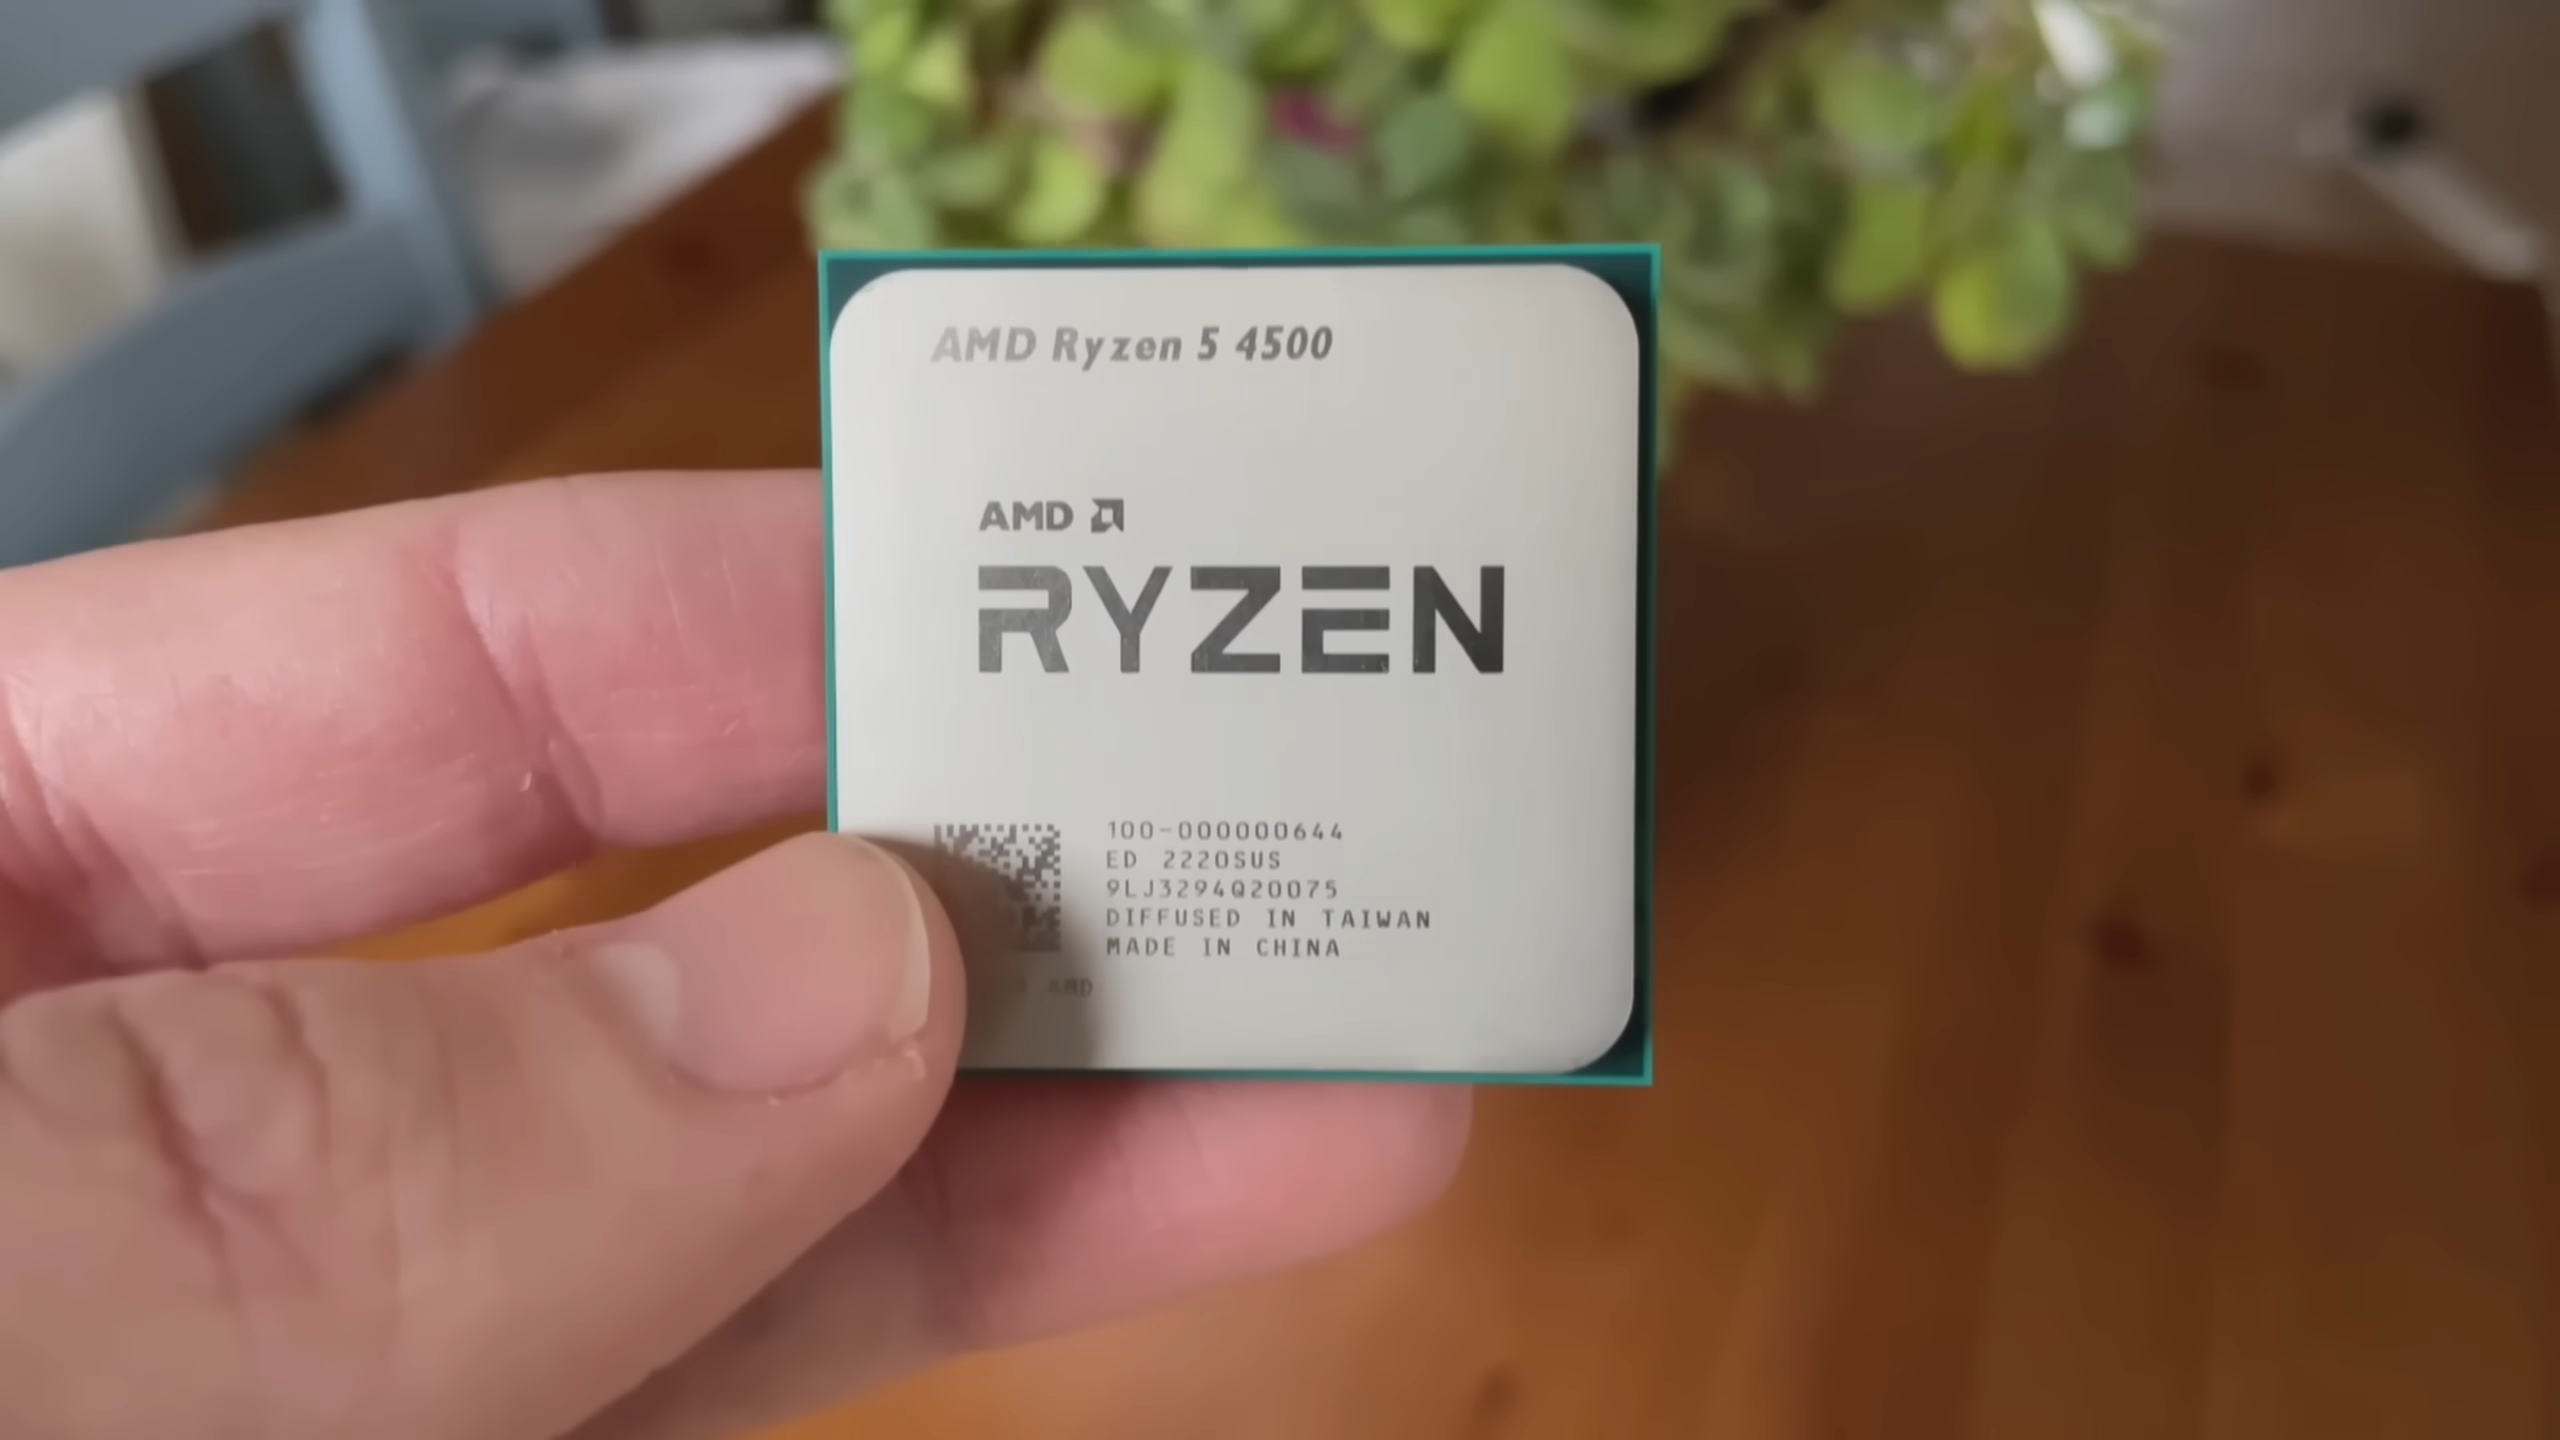 AMD Ryzen 5 4500
AMD
RYZEN
100-000000644
ED 2220SUS
9LJ3294Q20075
DIFFUSED IN TAIWAN
MADE IN CHINA
AMD